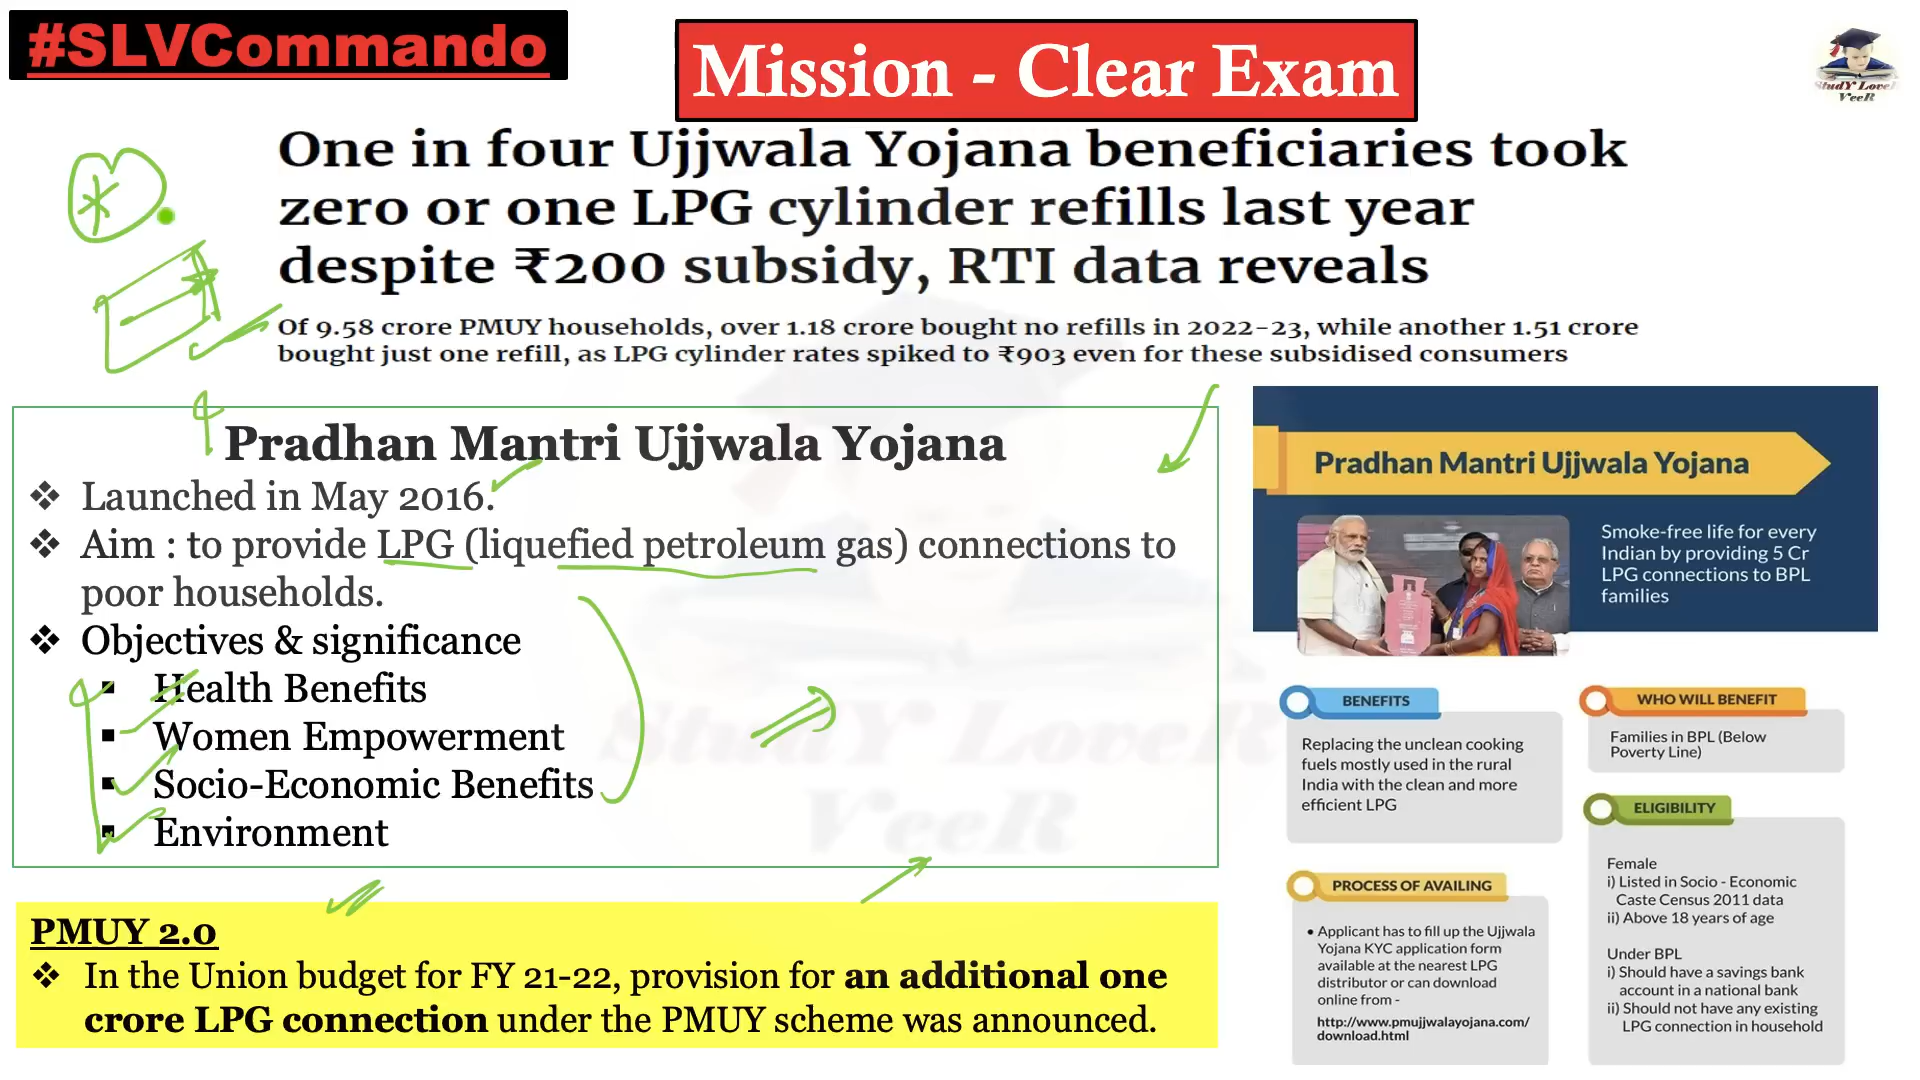 #SLVCommando
Mission - Clear Exam
StudY LoveR
VeeR
One in four Ujjwala Yojana beneficiaries took
zero or one LPG cylinder refills last year
despite ₹200 subsidy, RTI data reveals
Of 9.58 crore PMUY households, over 1.18 crore bought no refills in 2022-23, while another 1.51 crore
bought just one refill, as LPG cylinder rates spiked to ₹903 even for these subsidised consumers
Pradhan Mantri Ujjwala Yojana
❖ Launched in May 2016.
❖ Aim : to provide LPG (liquefied petroleum gas) connections to
poor households.
❖ Objectives & significance
▪ Health Benefits
▪ Women Empowerment
▪ Socio-Economic Benefits
▪ Environment
StudY LoveR
VeeR
PMUY 2.0
❖ In the Union budget for FY 21-22, provision for an additional one
crore LPG connection under the PMUY scheme was announced.
Pradhan Mantri Ujjwala Yojana
Smoke-free life for every
Indian by providing 5 Cr
LPG connections to BPL
families
BENEFITS
Replacing the unclean cooking
fuels mostly used in the rural
India with the clean and more
efficient LPG
WHO WILL BENEFIT
Families in BPL (Below
Poverty Line)
PROCESS OF AVAILING
• Applicant has to fill up the Ujjwala
Yojana KYC application form
available at the nearest LPG
distributor or can download
online from -
http://www.pmujjwalayojana.com/
download.html
ELIGIBILITY
Female
i) Listed in Socio - Economic
Caste Census 2011 data
ii) Above 18 years of age
Under BPL
i) Should have a savings bank
account in a national bank
ii) Should not have any existing
LPG connection in household